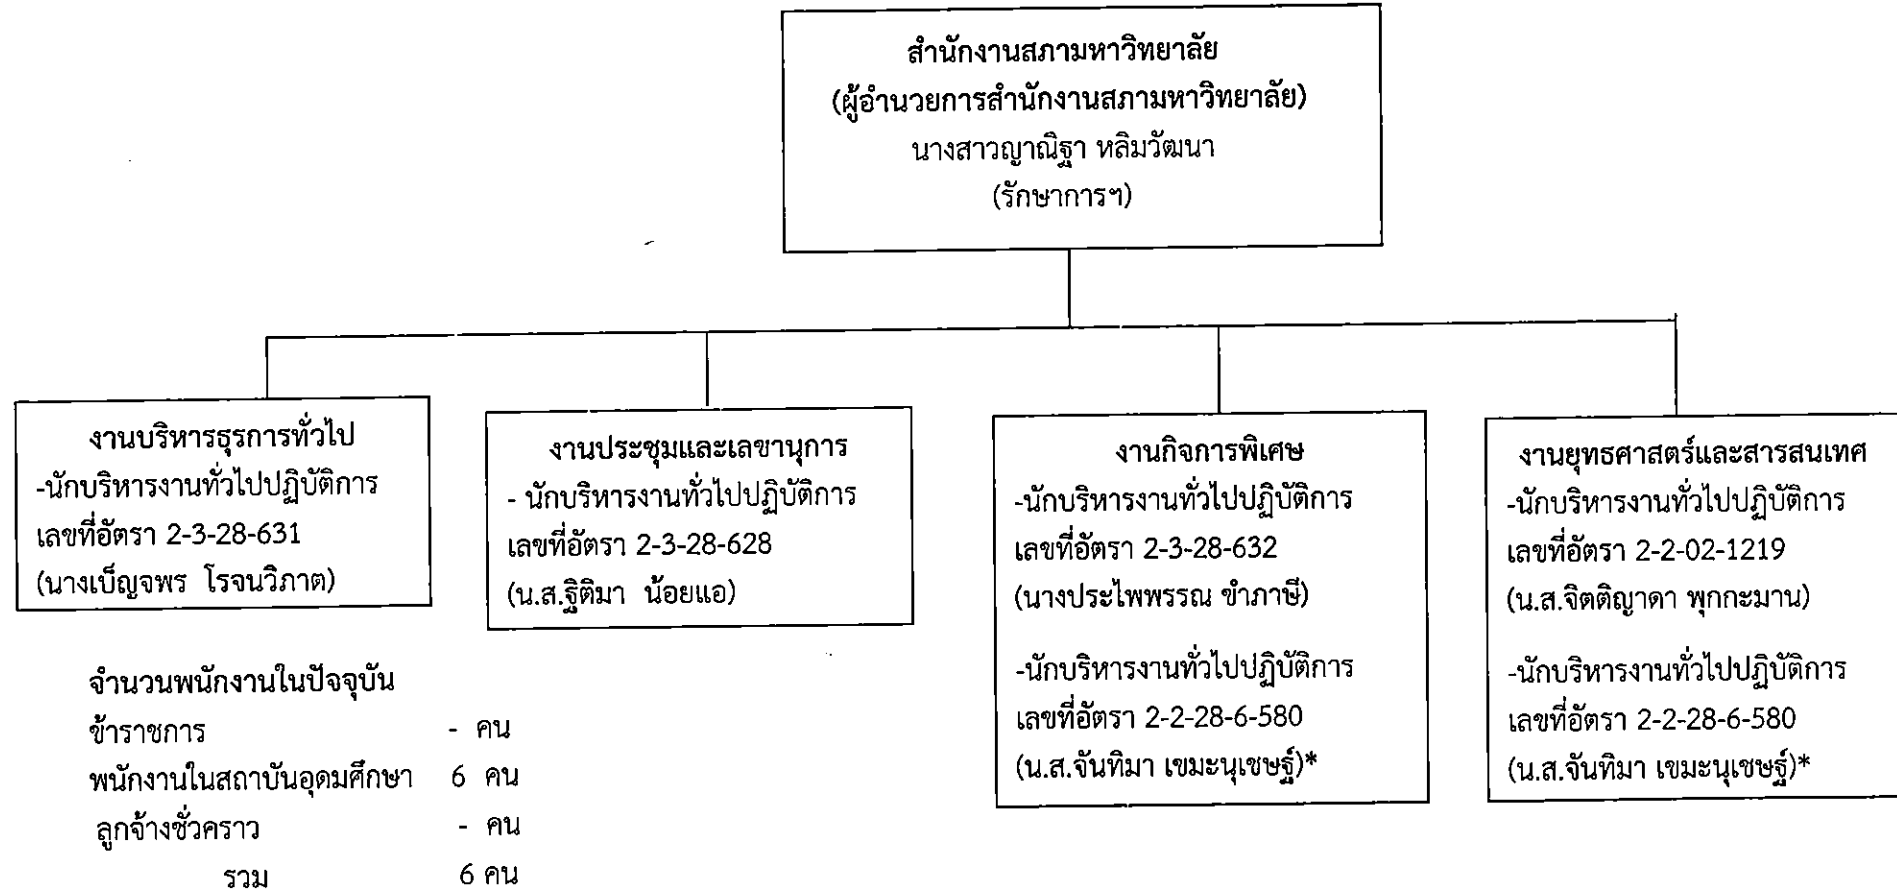 สำนักงานสภามหาวิทยาลัย
(ผู้อำนวยการสำนักงานสภามหาวิทยาลัย)
นางสาวญาณิฐา หลิมวัฒนา
(รักษาการฯ)
งานบริหารธุรการทั่วไป
-นักบริหารงานทั่วไปปฏิบัติการ
เลขที่อัตรา 2-3-28-631
(นางเบ็ญจพร โรจนวิภาต)
งานประชุมและเลขานุการ
- นักบริหารงานทั่วไปปฏิบัติการ
เลขที่อัตรา 2-3-28-628
(น.ส.ฐิติมา น้อยแอ)
งานกิจการพิเศษ
-นักบริหารงานทั่วไปปฏิบัติการ
เลขที่อัตรา 2-3-28-632
(นางประไพพรรณ ขำภาษี)
-นักบริหารงานทั่วไปปฏิบัติการ
เลขที่อัตรา 2-2-28-6-580
(น.ส.จันทิมา เขมะนุเชษฐ์)*
งานยุทธศาสตร์และสารสนเทศ
-นักบริหารงานทั่วไปปฏิบัติการ
เลขที่อัตรา 2-2-02-1219
(น.ส.จิตติญาดา พุกกะมาน)
-นักบริหารงานทั่วไปปฏิบัติการ
เลขที่อัตรา 2-2-28-6-580
(น.ส.จันทิมา เขมะนุเชษฐ์)*
จำนวนพนักงานในปัจจุบัน
ข้าราชการ - คน
พนักงานในสถาบันอุดมศึกษา 6 คน
ลูกจ้างชั่วคราว - คน
รวม 6 คน